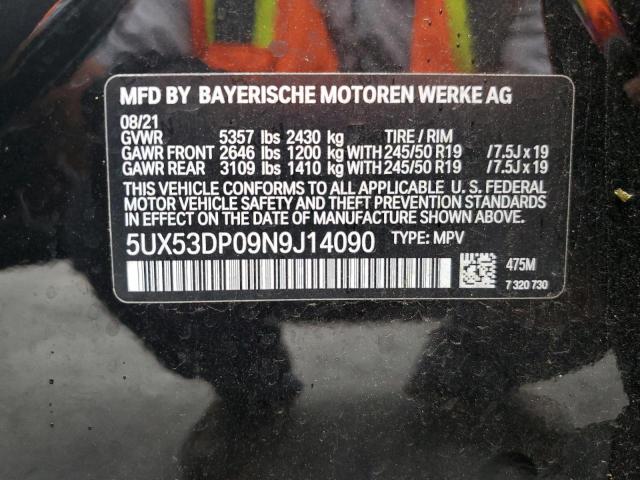 MFD BY BAYERISCHE MOTOREN WERKE AG
08/21
GVWR 5357 lbs 2430 kg TIRE / RIM
GAWR FRONT 2646 lbs 1200 kg WITH 245/50 R19 /7.5J x 19
GAWR REAR 3109 lbs 1410 kg WITH 245/50 R19 /7.5J x 19
THIS VEHICLE CONFORMS TO ALL APPLICABLE U. S. FEDERAL
MOTOR VEHICLE SAFETY AND THEFT PREVENTION STANDARDS
IN EFFECT ON THE DATE OF MANUFACTURE SHOWN ABOVE.
5UX53DP09N9J14090 TYPE: MPV
475M
7 320 730